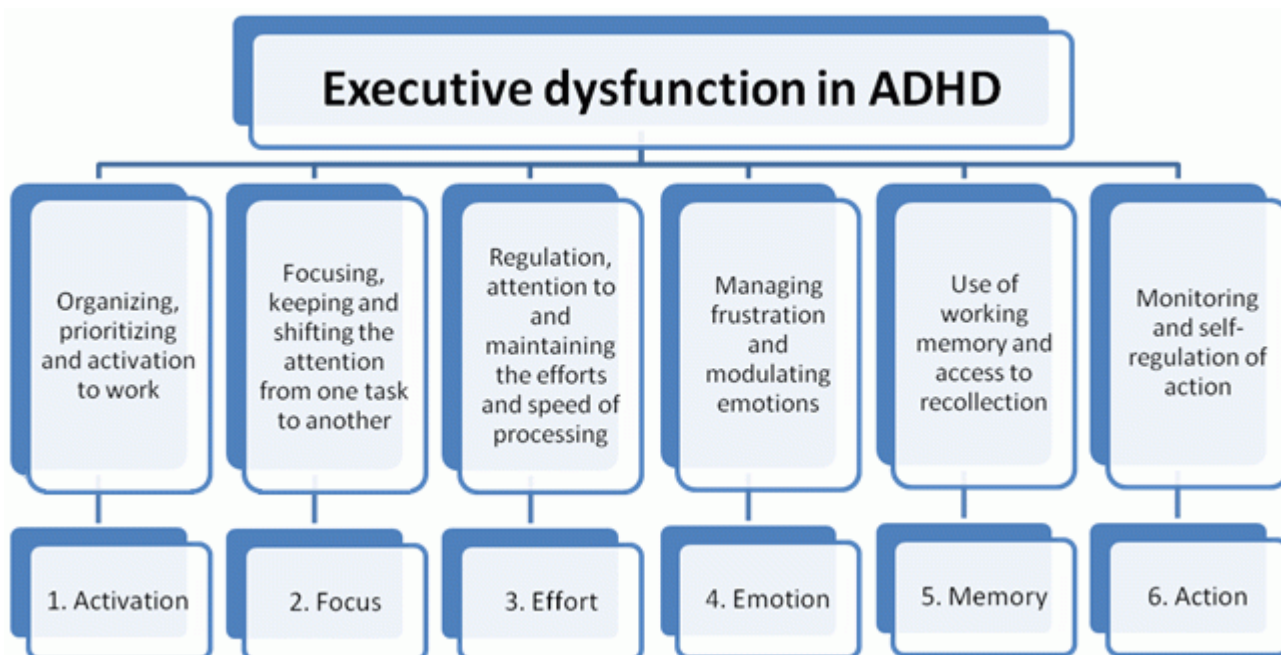 Executive dysfunction in ADHD
Organizing,
prioritizing
and activation
to work
Focusing,
keeping and
shifting the
attention
from one task
to another
Regulation,
attention to
and
maintaining
the efforts
and speed of
processing
Managing
frustration
and
modulating
emotions
Use of
working
memory and
access to
recollection
Monitoring
and self-
regulation of
action
1. Activation
2. Focus
3. Effort
4. Emotion
5. Memory
6. Action